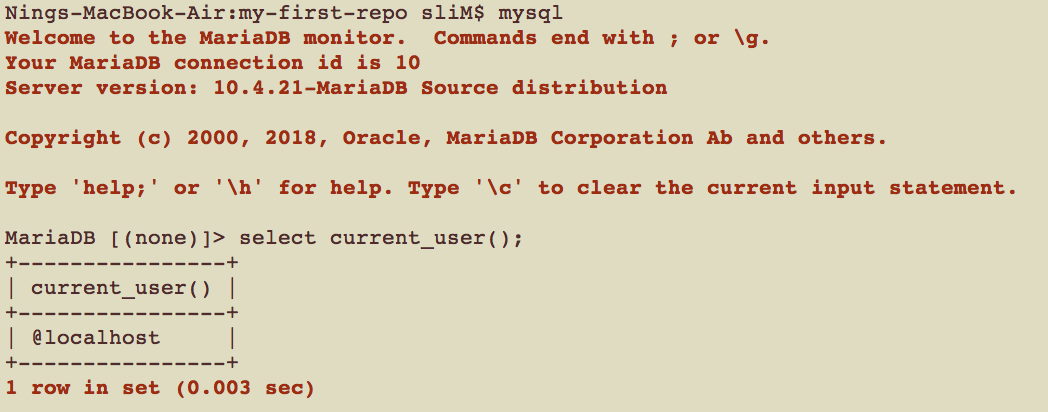 Nings-MacBook-Air:my-first-repo sliM$ mysql
Welcome to the MariaDB monitor.  Commands end with ; or \g.
Your MariaDB connection id is 10
Server version: 10.4.21-MariaDB Source distribution

Copyright (c) 2000, 2018, Oracle, MariaDB Corporation Ab and others.

Type 'help;' or '\h' for help. Type '\c' to clear the current input statement.

MariaDB [(none)]> select current_user();
+----------------+
| current_user() |
+----------------+
| @localhost     |
+----------------+
1 row in set (0.003 sec)